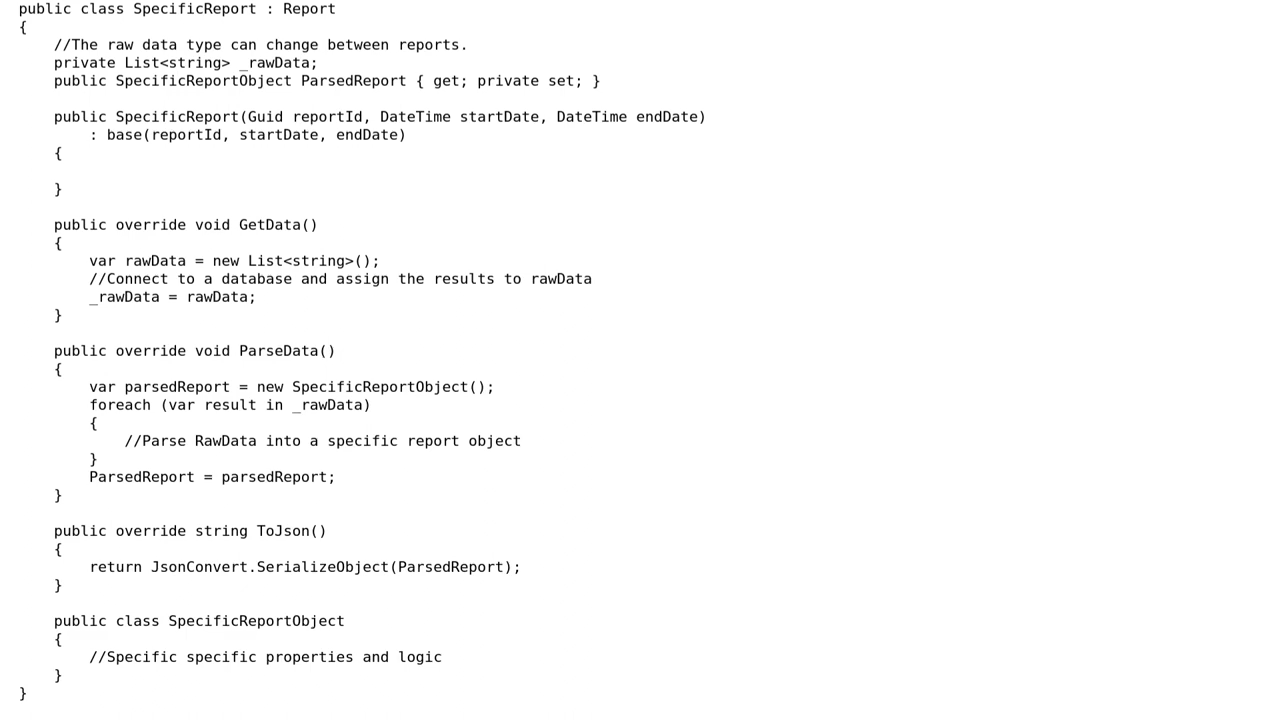 public class SpecificReport : Report
{
    //The raw data type can change between reports.
    private List<string> _rawData;
    public SpecificReportObject ParsedReport { get; private set; }

    public SpecificReport(Guid reportId, DateTime startDate, DateTime endDate)
        : base(reportId, startDate, endDate)
    {

    }

    public override void GetData()
    {
        var rawData = new List<string>();
        //Connect to a database and assign the results to rawData
        _rawData = rawData;
    }

    public override void ParseData()
    {
        var parsedReport = new SpecificReportObject();
        foreach (var result in _rawData)
        {
            //Parse RawData into a specific report object
        }
        ParsedReport = parsedReport;
    }

    public override string ToJson()
    {
        return JsonConvert.SerializeObject(ParsedReport);
    }

    public class SpecificReportObject
    {
        //Specific specific properties and logic
    }
}